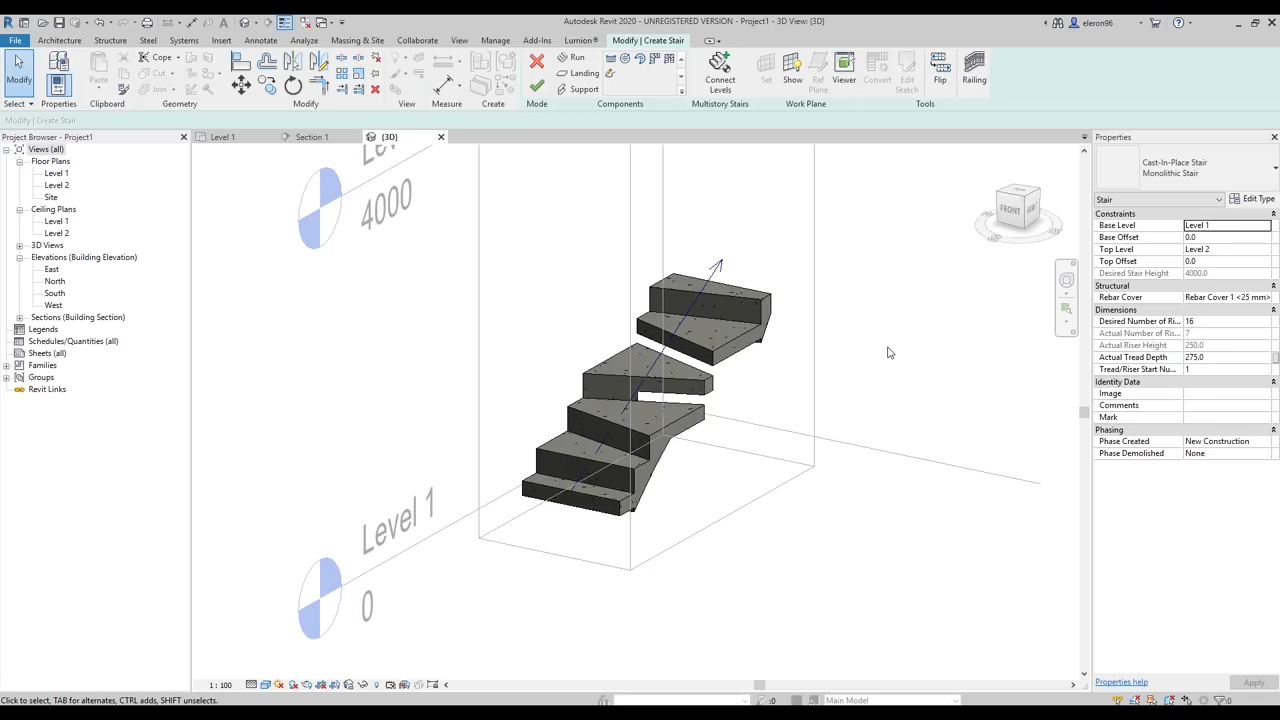 Autodesk Revit 2020 - UNREGISTERED VERSION - Project1 - 3D View: {3D}
eleron96
File Architecture Structure Steel Systems Insert Annotate Analyze Massing & Site Collaborate View Manage Add-Ins Lumion® Modify | Create Stair
Modify
Select
Properties
Paste
Clipboard
Cope
Cut
Join
Geometry
Modify
View
Measure
Create
Mode
Run
Landing
Support
Components
Connect
Levels
Multistory Stairs
Set
Show
Ref
Plane
Viewer
Work Plane
Convert
Edit
Sketch
Flip
Railing
Tools
Modify | Create Stair
Project Browser - Project1
Views (all)
Floor Plans
Level 1
Level 2
Site
Ceiling Plans
Level 1
Level 2
3D Views
Elevations (Building Elevation)
East
North
South
West
Sections (Building Section)
Legends
Schedules/Quantities (all)
Sheets (all)
Families
Groups
Revit Links
Level 1
Section 1
{3D}
4000
FRONT
Level 1
0
Properties
Cast-In-Place Stair
Monolithic Stair
Stair
Edit Type
Constraints
Base Level Level 1
Base Offset 0.0
Top Level Level 2
Top Offset 0.0
Desired Stair Height 4000.0
Structural
Rebar Cover Rebar Cover 1 <25 mm>
Dimensions
Desired Number of Ri... 16
Actual Number of Ri... 7
Actual Riser Height 250.0
Actual Tread Depth 275.0
Tread/Riser Start Nu... 1
Identity Data
Image
Comments
Mark
Phasing
Phase Created New Construction
Phase Demolished None
Properties help
Apply
1 : 100
Click to select, TAB for alternates, CTRL adds, SHIFT unselects.
:0
Main Model
:0